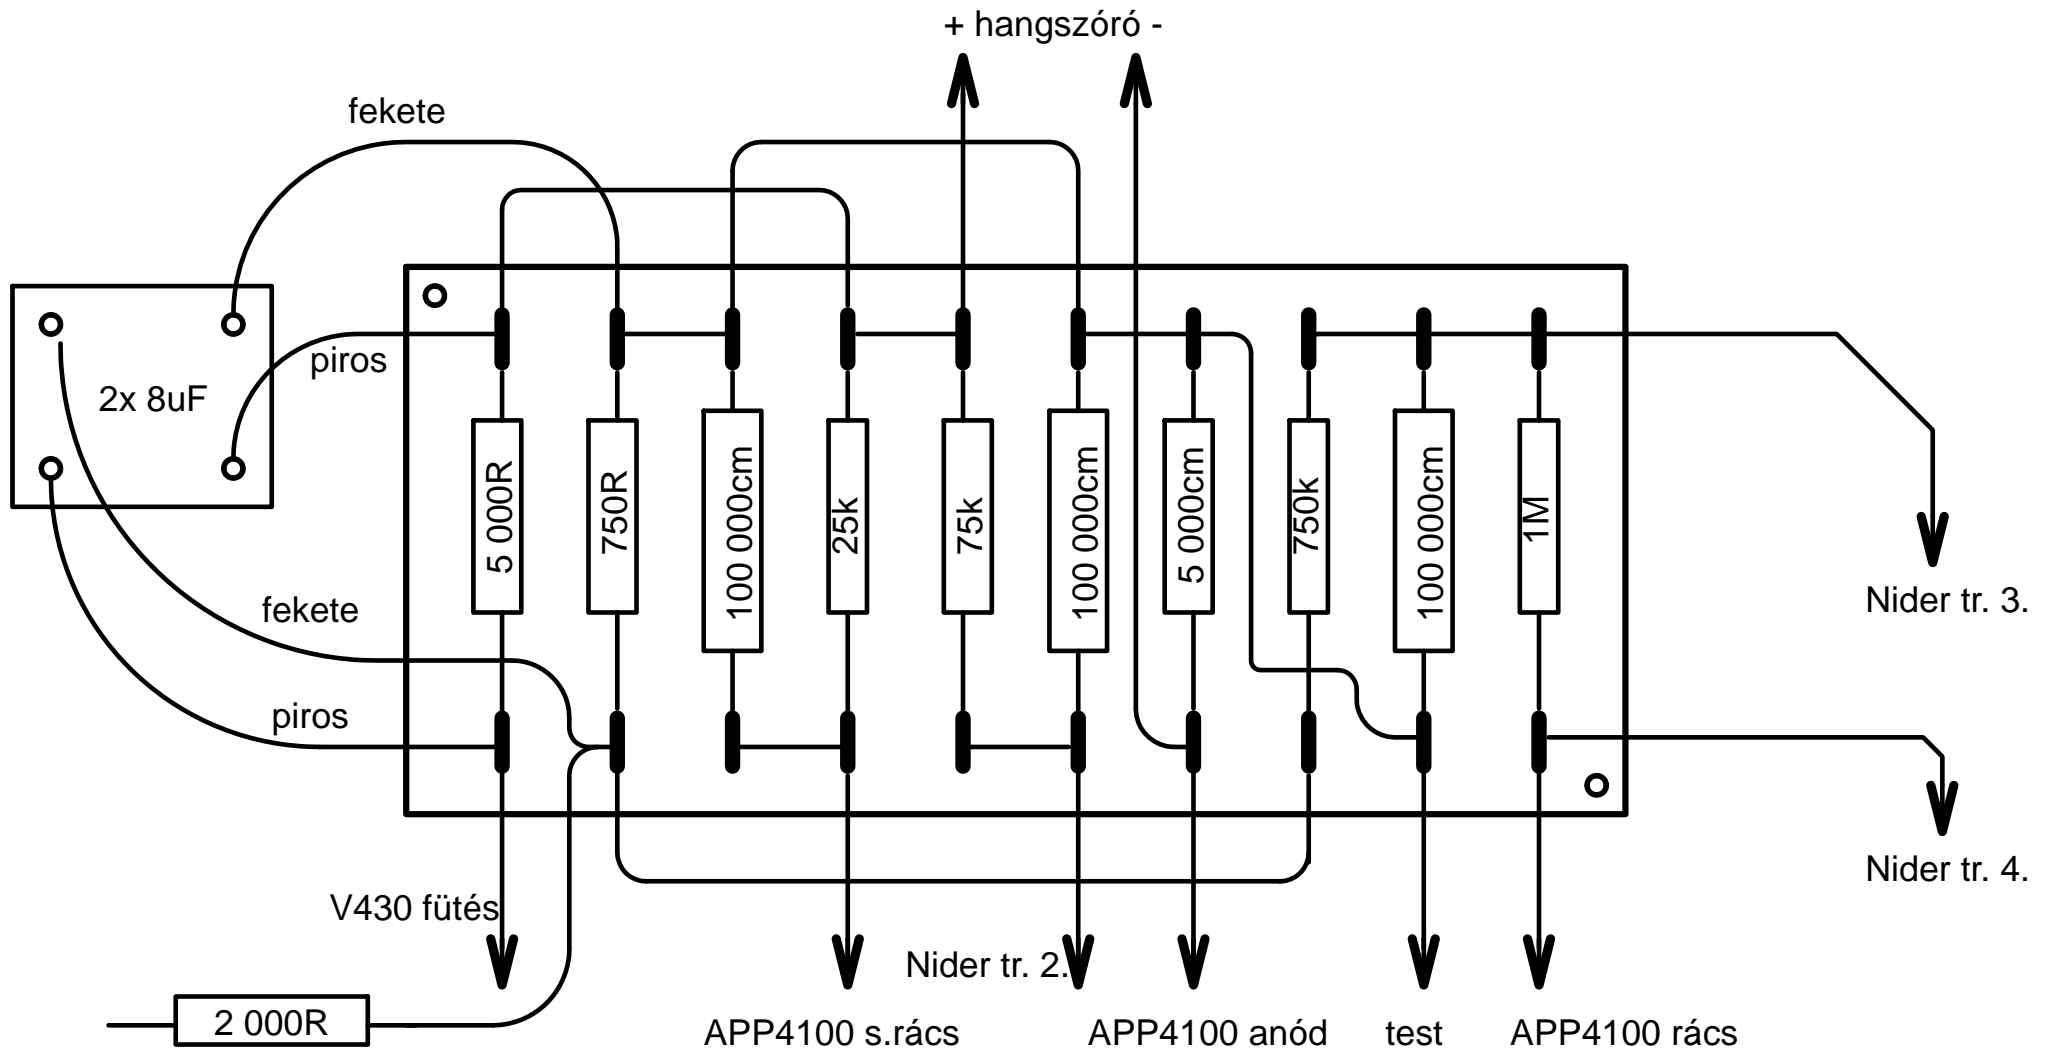 + hangszóró -
fekete
piros
2x 8uF
5 000R
750R
100 000cm
25k
75k
100 000cm
5 000cm
750k
100 000cm
1M
Nider tr. 3.
fekete
piros
Nider tr. 4.
V430 fütés
Nider tr. 2.
2 000R
APP4100 s.rács
APP4100 anód
test
APP4100 rács